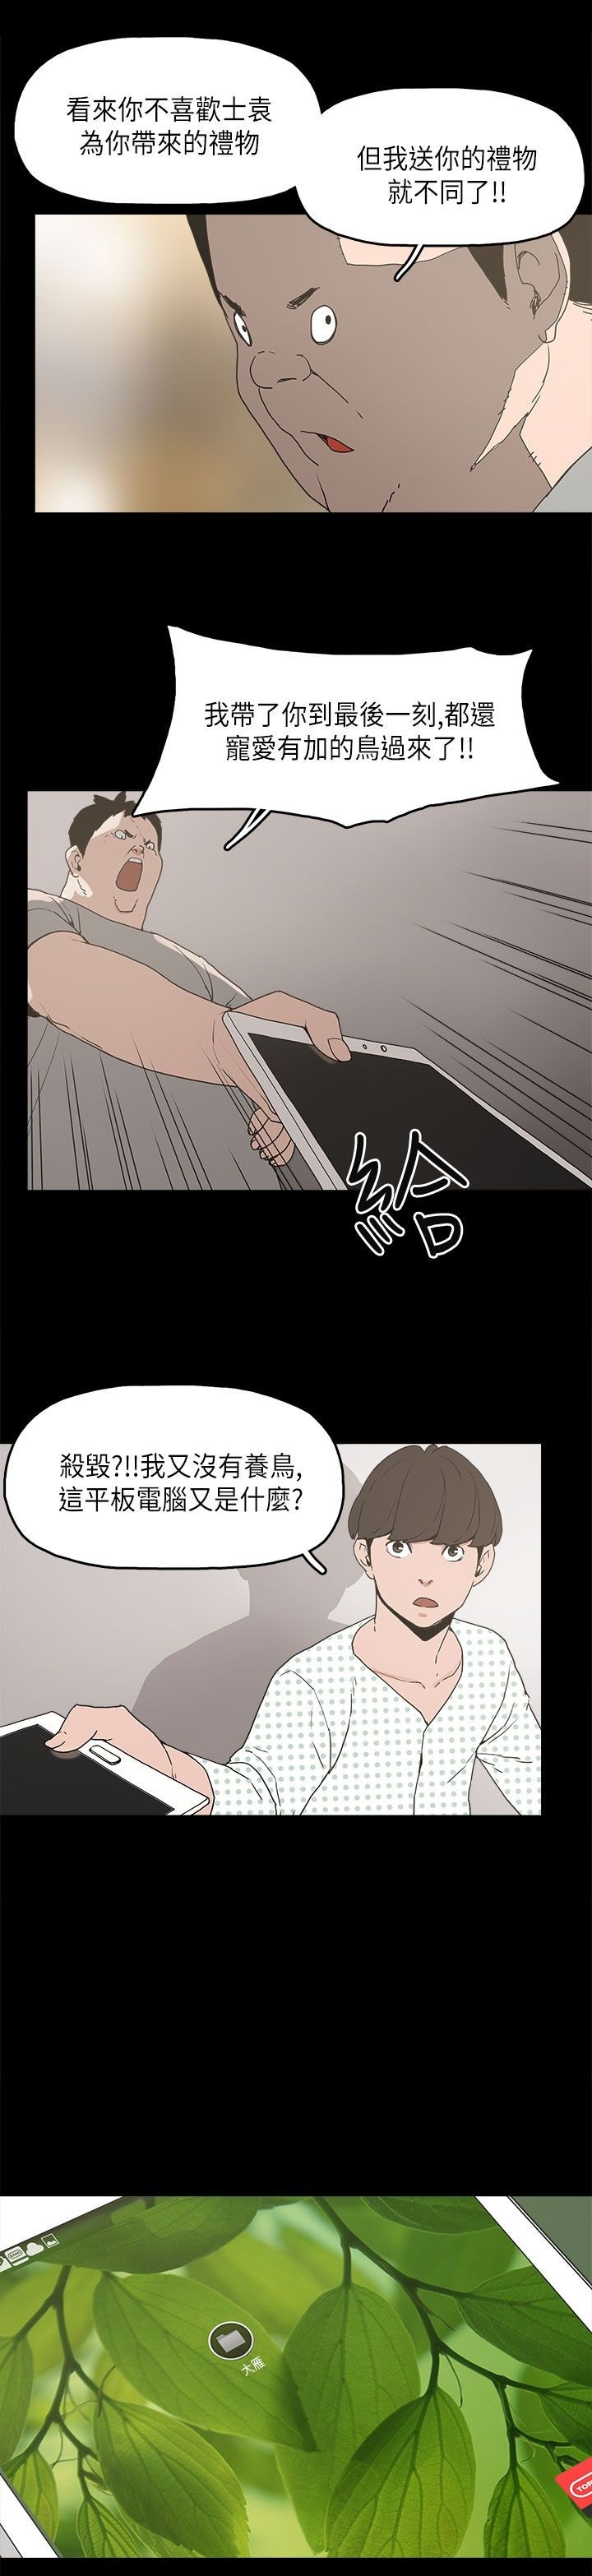 看來你不喜歡士袁
為你帶來的禮物
但我送你的禮物
就不同了!!
我帶了你到最後一刻,都還
寵愛有加的鳥過來了!!
給
殺毀?!!我又沒有養鳥,
這平板電腦又是什麼?
大雁